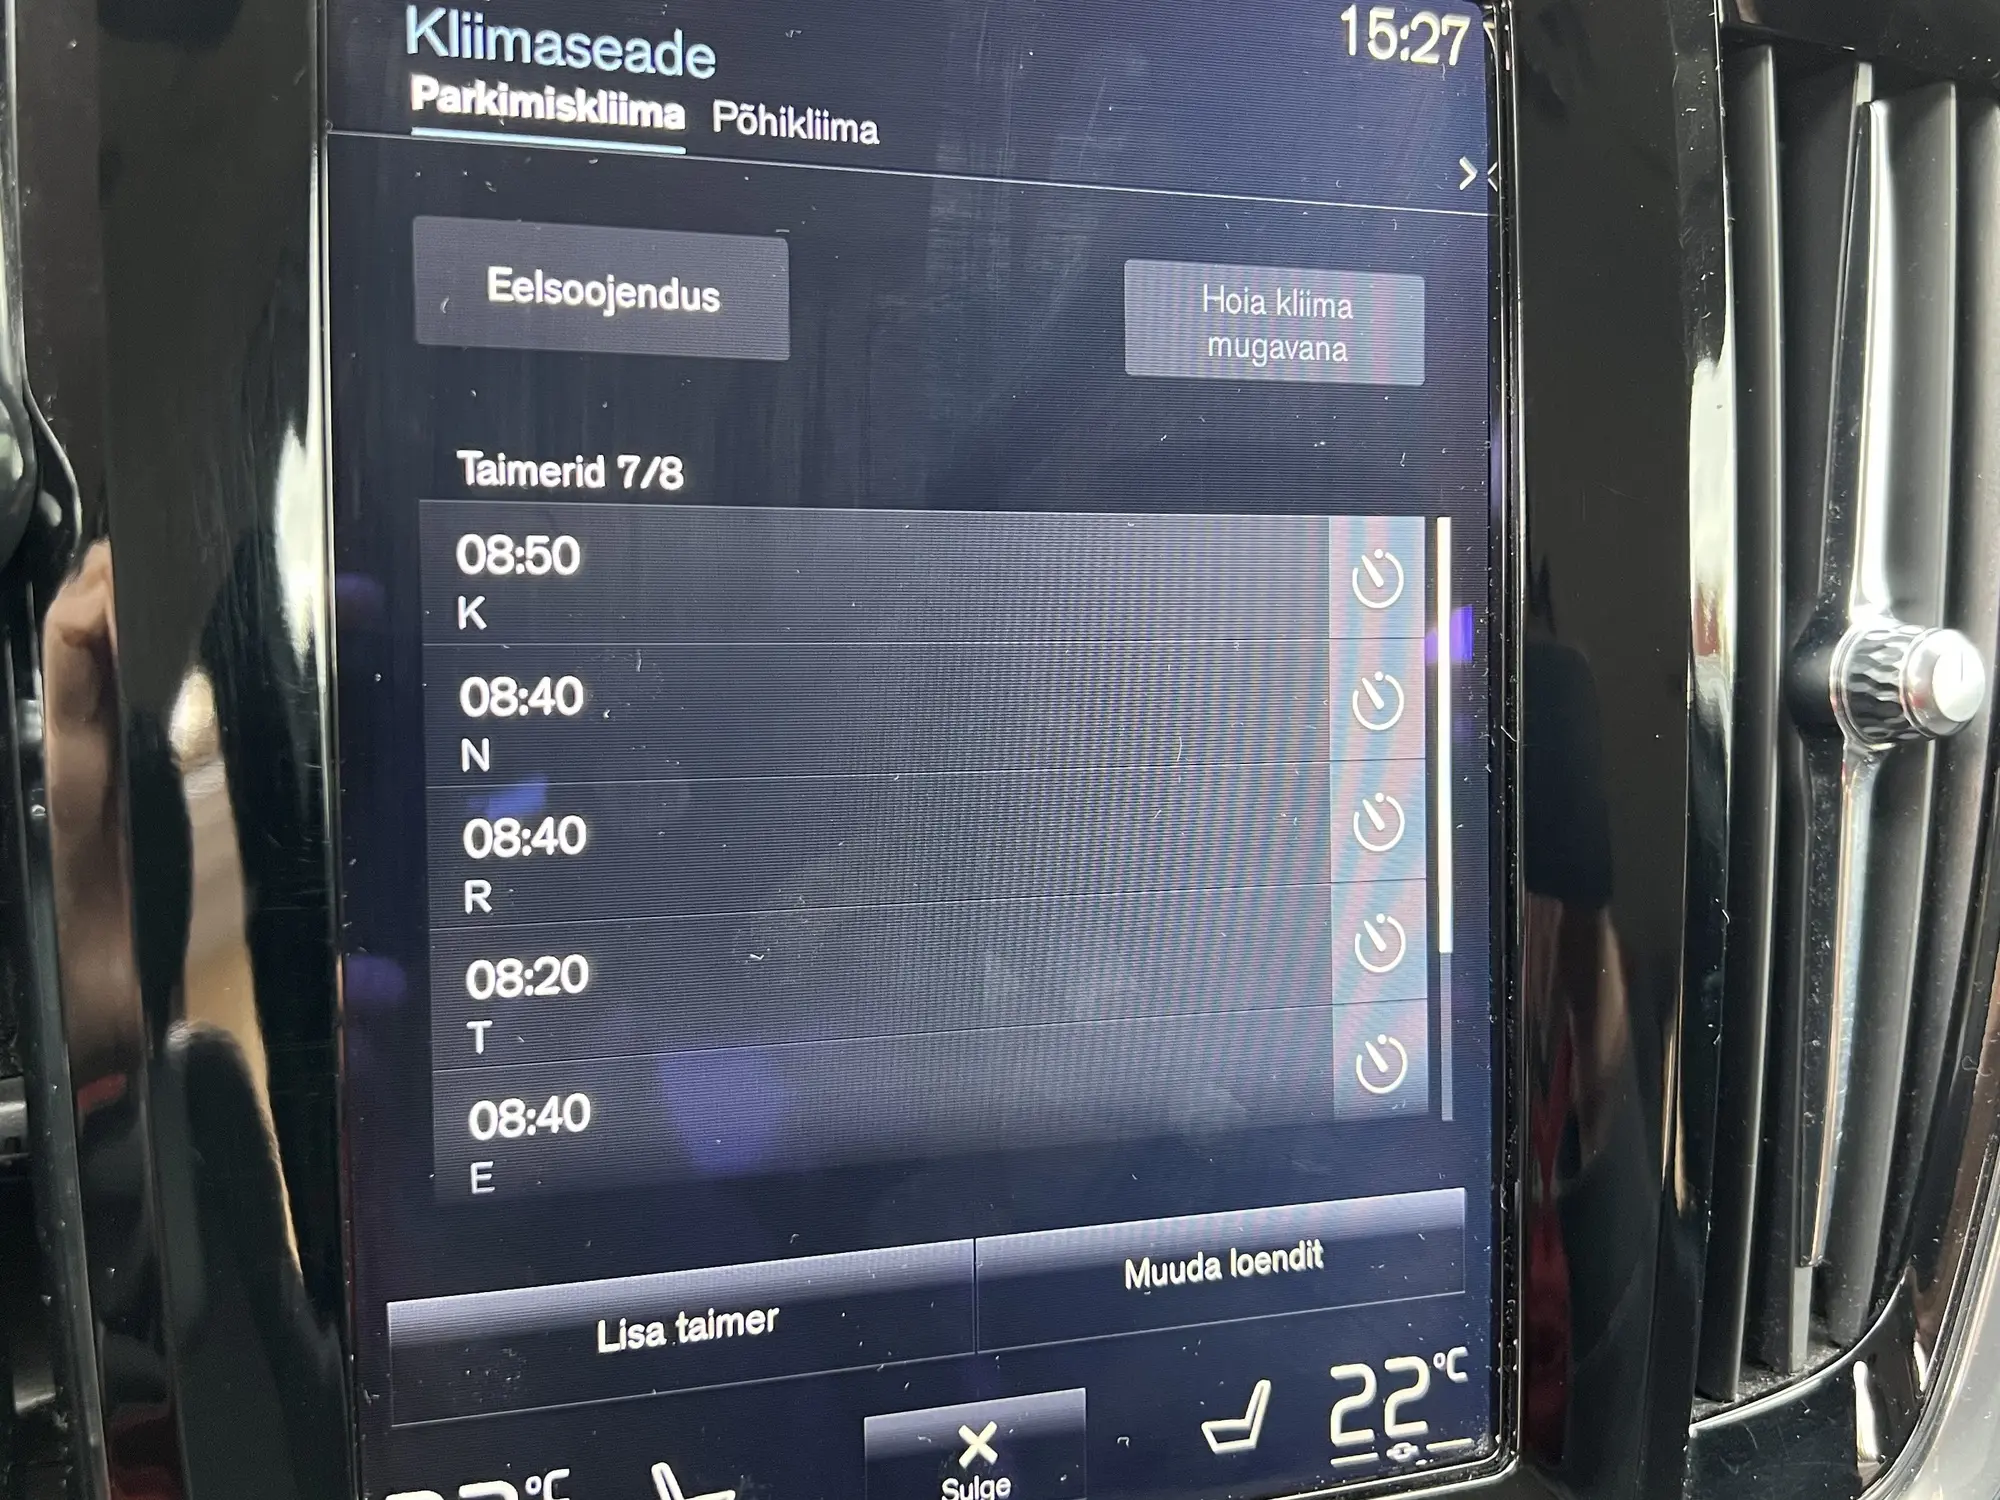 Kliimaseade
15:27
Parkimiskliima Põhikliima
Eelsoojendus
Hoia kliima
mugavana
Taimerid 7/8
08:50
K
08:40
N
08:40
R
08:20
T
08:40
E
Lisa taimer
Muuda loendit
22°C
°C
Sulge